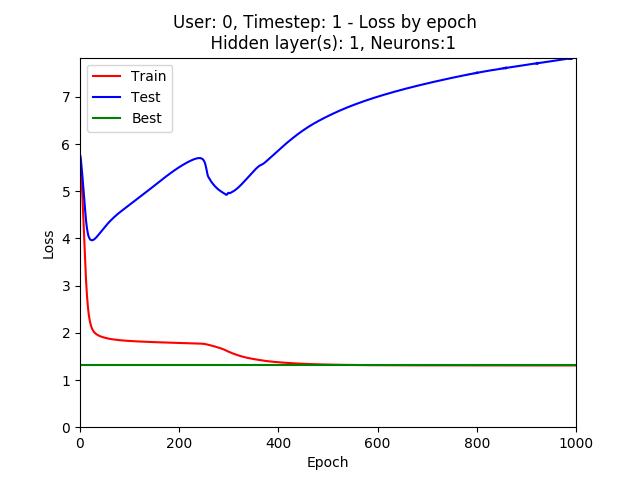 User: 0, Timestep: 1 - Loss by epoch
Hidden layer(s): 1, Neurons:1
Train
Test
Best
7
6
5
4
3
2
1
0
Loss
0 200 400 600 800 1000
Epoch